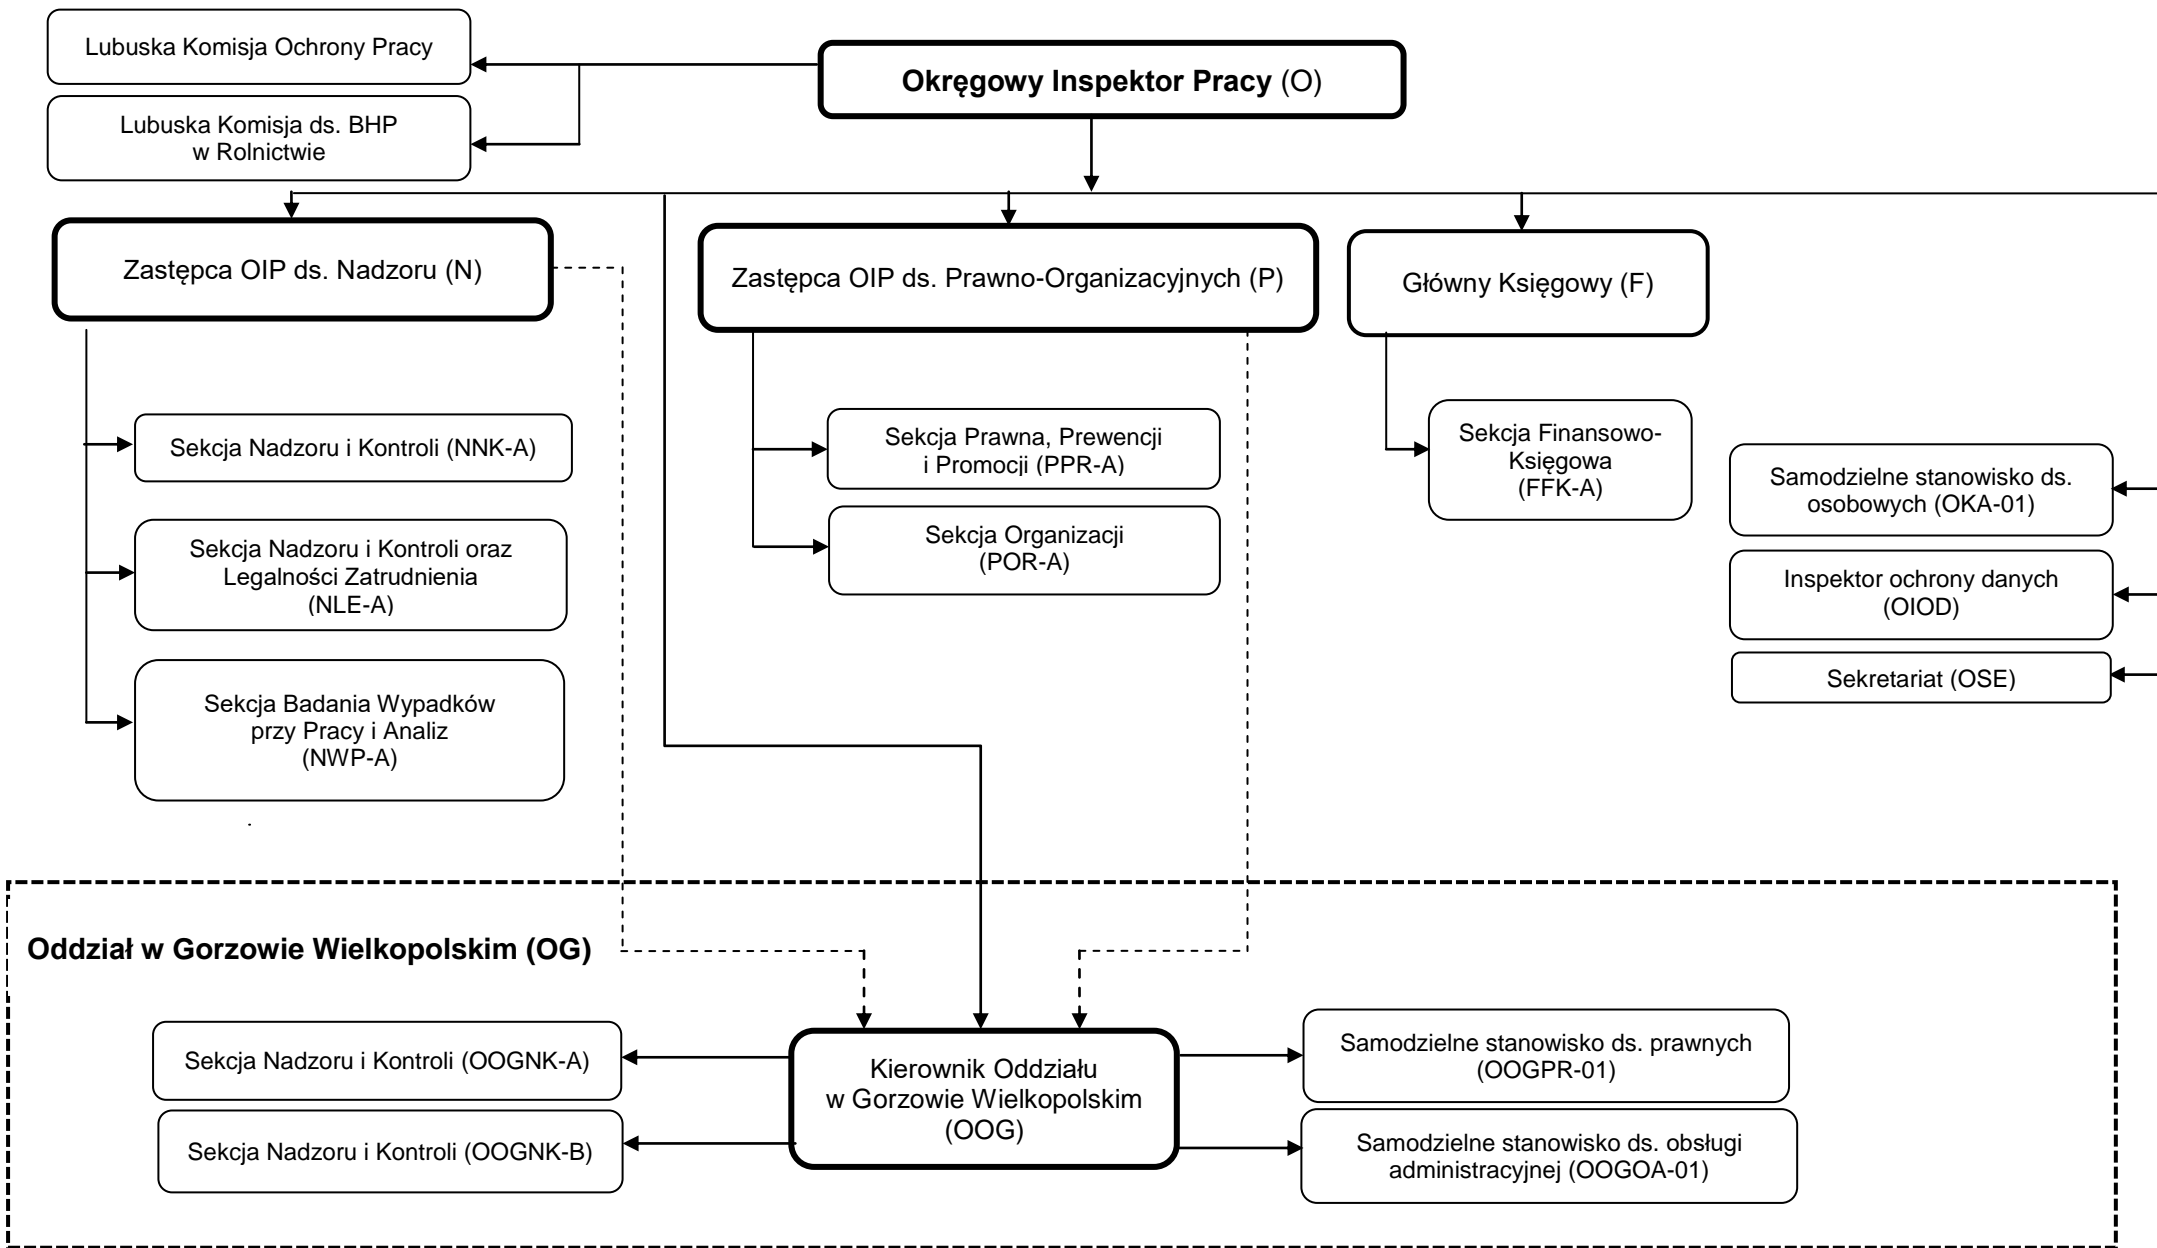 Lubuska Komisja Ochrony Pracy
Okręgowy Inspektor Pracy (O)
Lubuska Komisja ds. BHP
w Rolnictwie
Zastępca OIP ds. Nadzoru (N)
Zastępca OIP ds. Prawno-Organizacyjnych (P)
Główny Księgowy (F)
Sekcja Nadzoru i Kontroli (NNK-A)
Sekcja Nadzoru i Kontroli oraz
Legalności Zatrudnienia
(NLE-A)
Sekcja Badania Wypadków
przy Pracy i Analiz
(NWP-A)
Sekcja Prawna, Prewencji
i Promocji (PPR-A)
Sekcja Organizacji
(POR-A)
Sekcja Finansowo-
Księgowa
(FFK-A)
Samodzielne stanowisko ds.
osobowych (OKA-01)
Inspektor ochrony danych
(OIOD)
Sekretariat (OSE)
.
Oddział w Gorzowie Wielkopolskim (OG)
Sekcja Nadzoru i Kontroli (OOGNK-A)
Sekcja Nadzoru i Kontroli (OOGNK-B)
Kierownik Oddziału
w Gorzowie Wielkopolskim
(OOG)
Samodzielne stanowisko ds. prawnych
(OOGPR-01)
Samodzielne stanowisko ds. obsługi
administracyjnej (OOGOA-01)